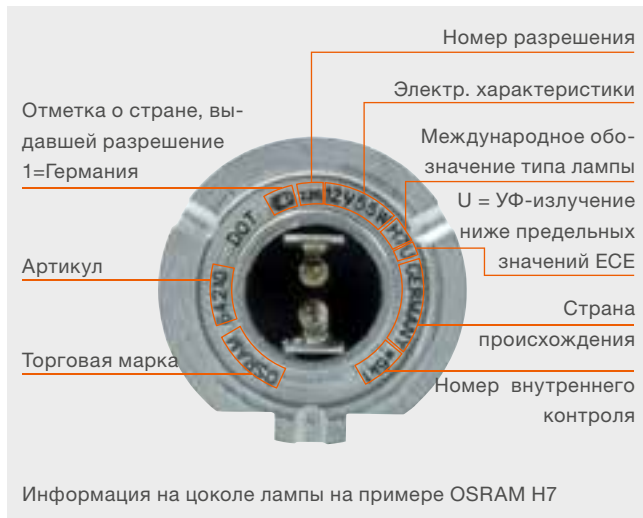 Номер разрешения
Электр. характеристики
Отметка о стране, вы-
давшей разрешение
1=Германия
Международное обо-
значение типа лампы
U = УФ-излучение
ниже предельных
значений ECE
Артикул
Страна
происхождения
Торговая марка
Номер внутреннего
контроля
DOT
12V55W
H7
U
GERMANY
64210
OSRAM
Информация на цоколе лампы на примере OSRAM H7